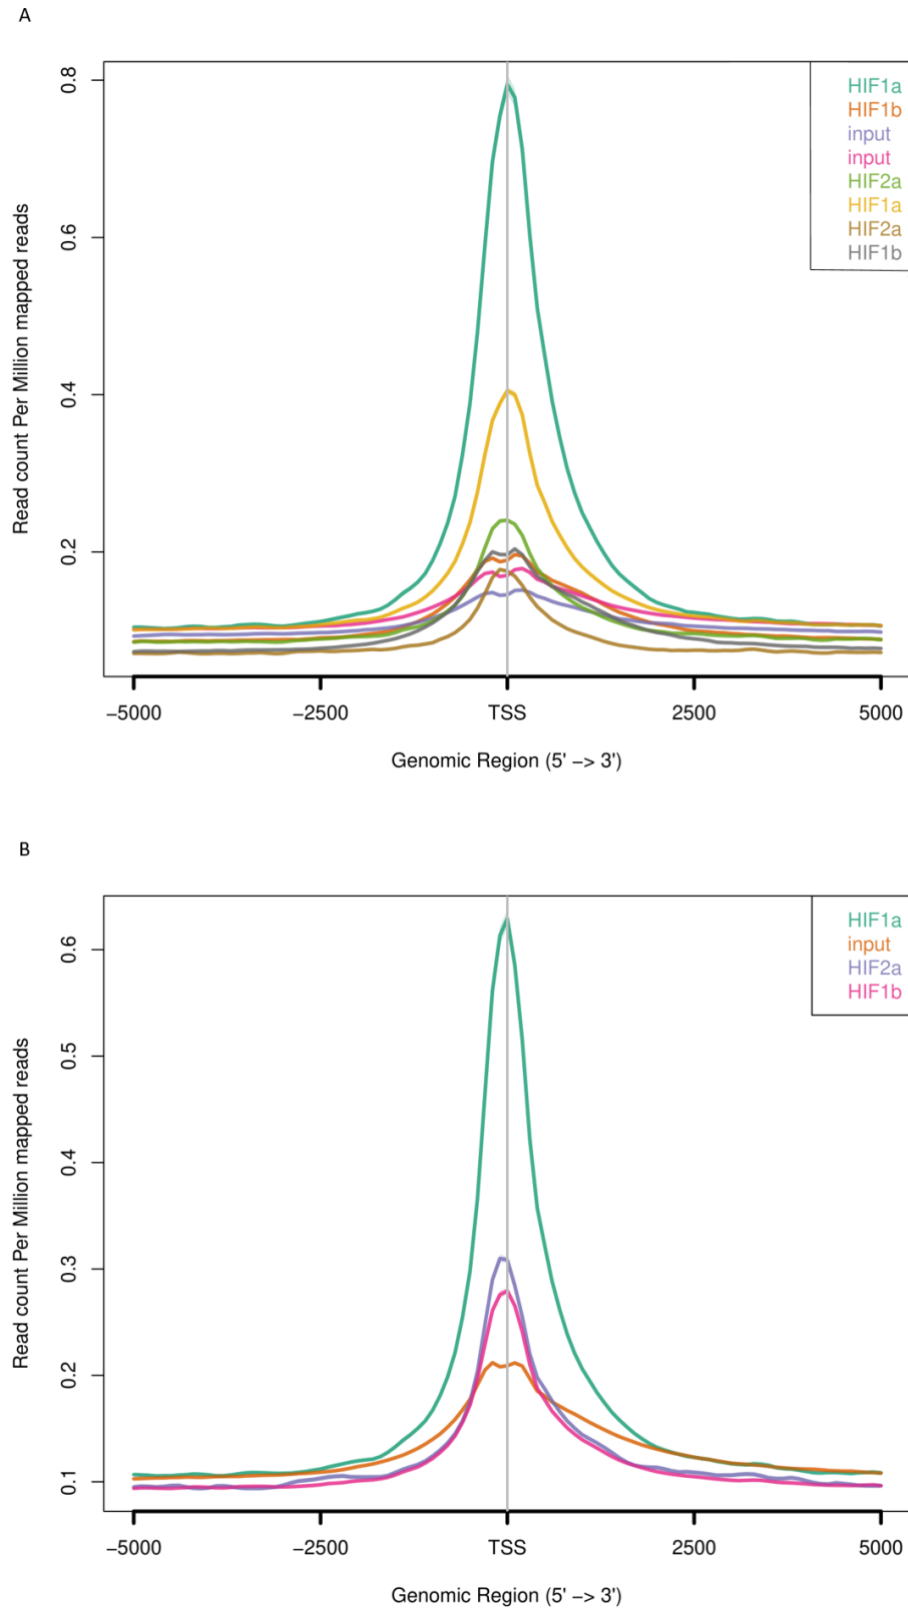 A
Read count Per Million mapped reads
0.8
0.6
0.4
0.2
HIF1a
HIF1b
input
input
HIF2a
HIF1a
HIF2a
HIF1b
−5000 −2500 TSS 2500 5000
Genomic Region (5' −> 3')
B
Read count Per Million mapped reads
0.6
0.5
0.4
0.3
0.2
0.1
HIF1a
input
HIF2a
HIF1b
−5000 −2500 TSS 2500 5000
Genomic Region (5' −> 3')